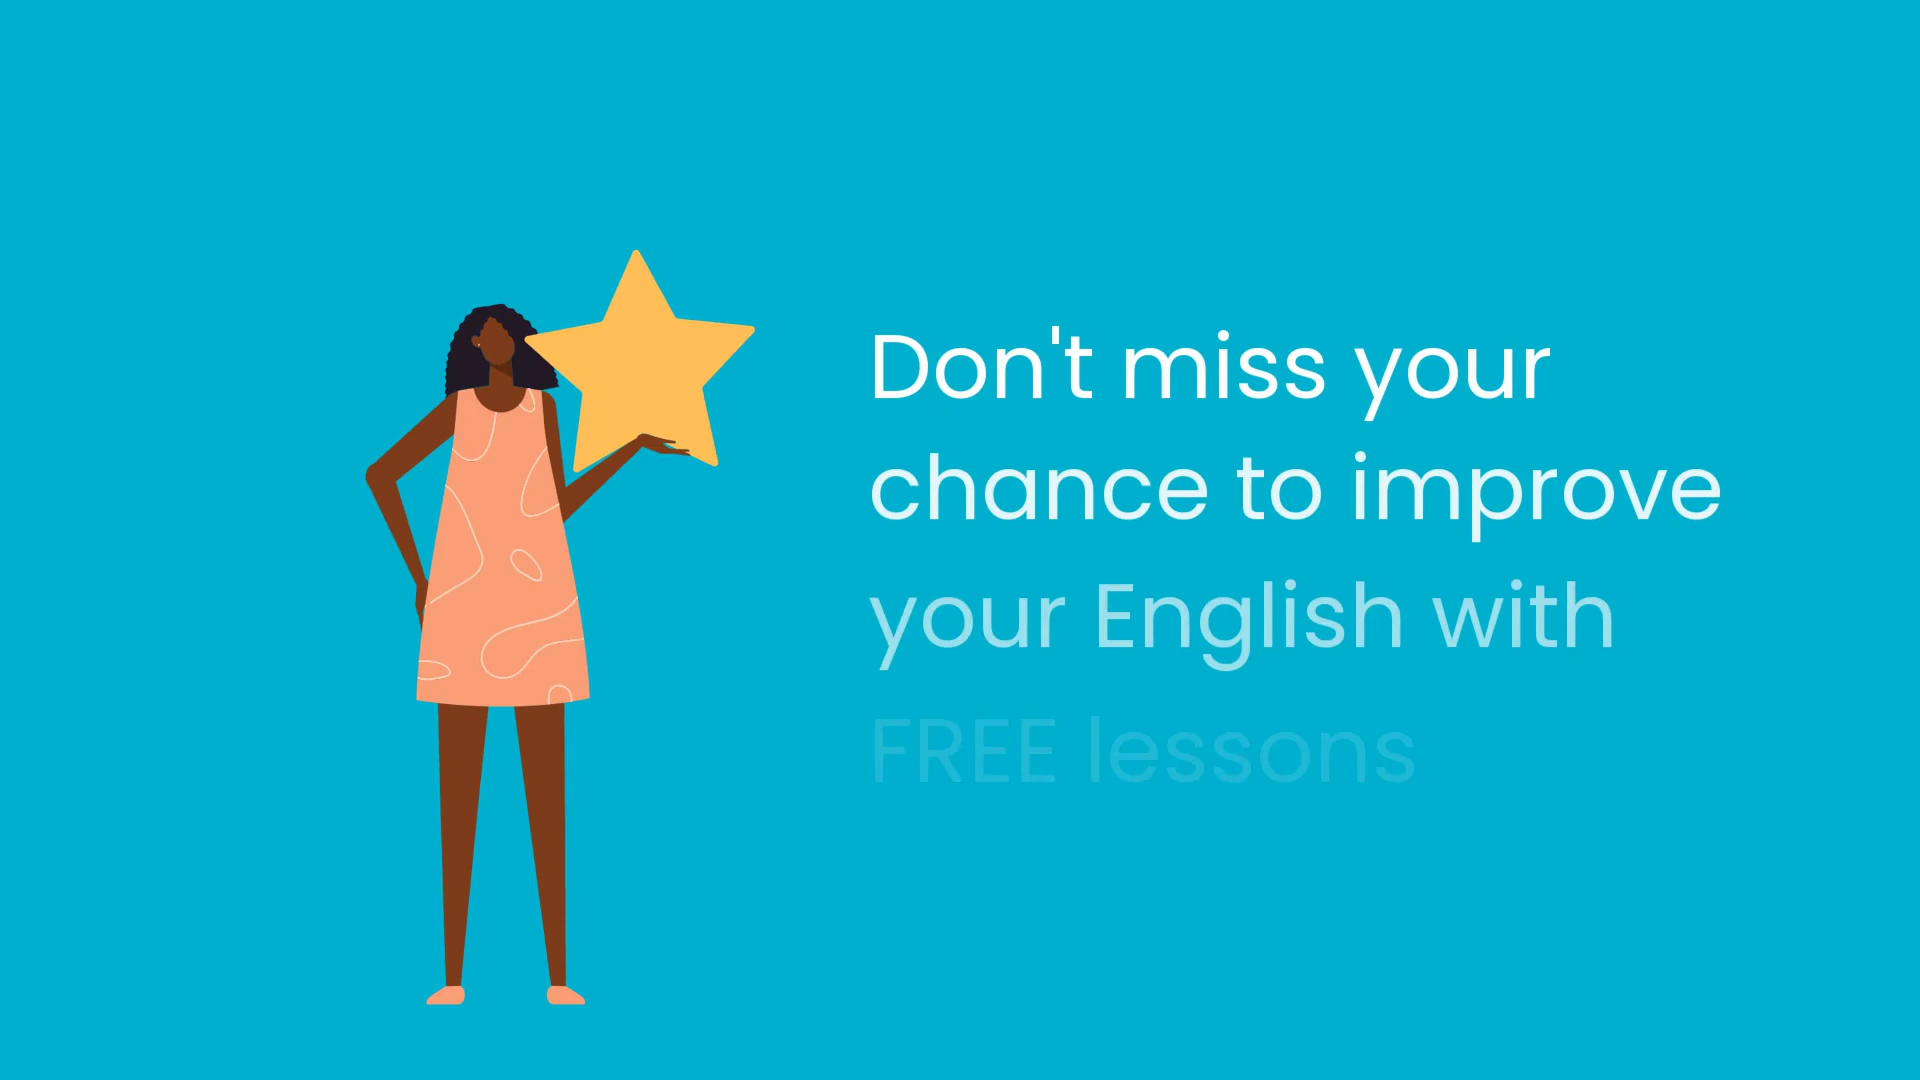 Don't miss your
chance to improve
your English with
FREE lessons